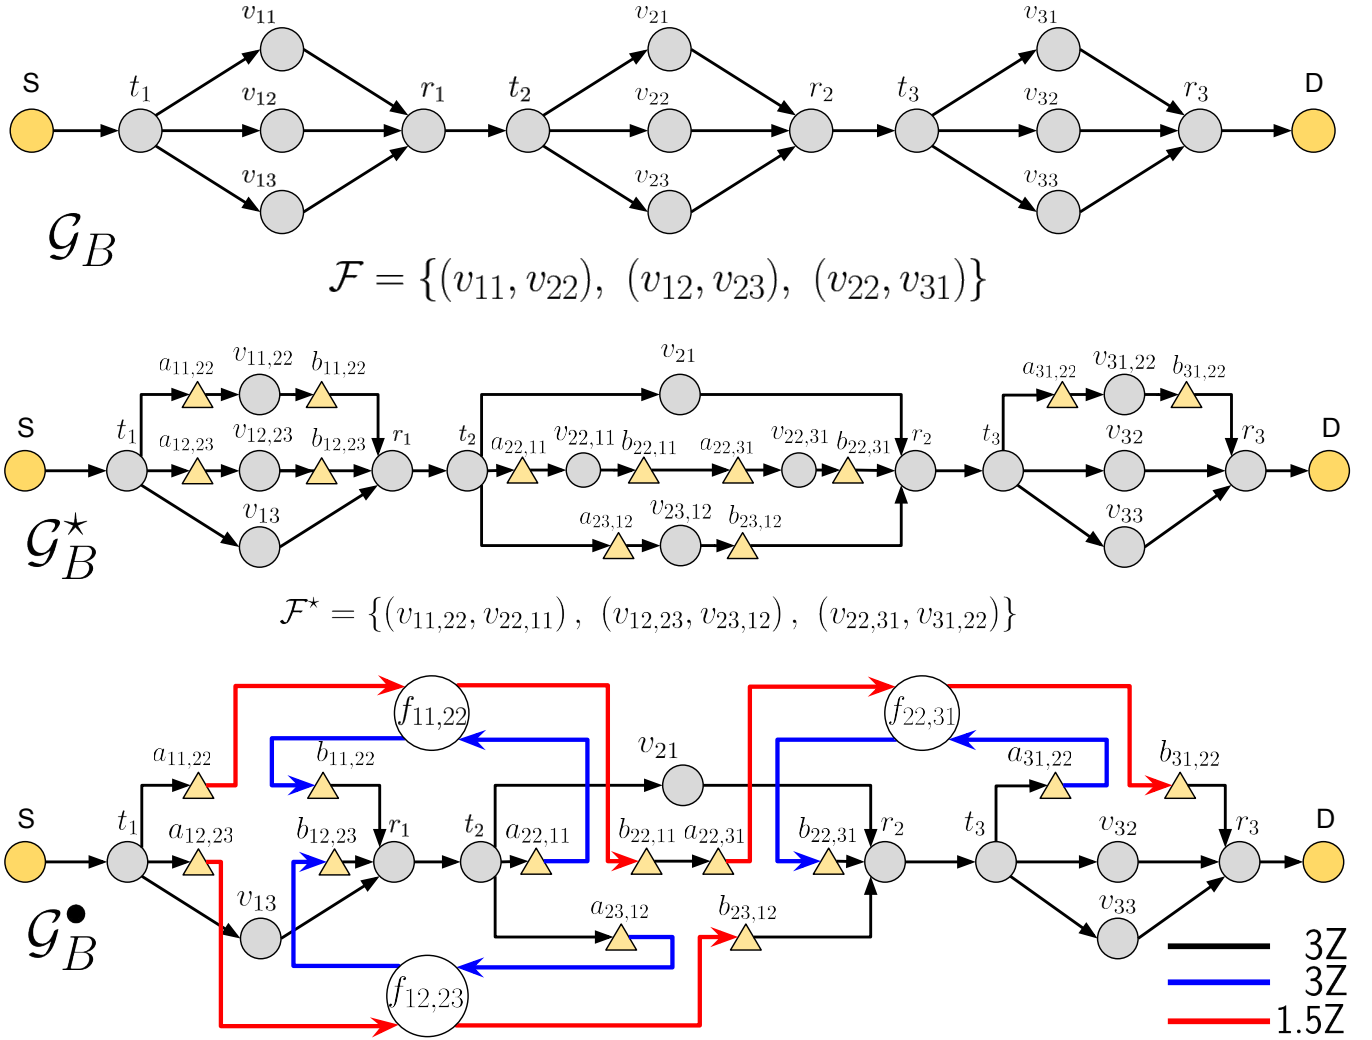 v11 v21 v31
S t1 v12 r1 t2 v22 r2 t3 v32 r3 D
v13 v23 v33
𝒢B
ℱ = {(v11, v22), (v12, v23), (v22, v31)}
a11,22 v11,22 b11,22 v21 a31,22 v31,22 b31,22
S t1 a12,23 v12,23 b12,23 r1 t2 a22,11 v22,11 b22,11 a22,31 v22,31 b22,31 r2 t3 v32 r3 D
v13 a23,12 v23,12 b23,12 v33
𝒢B⋆
ℱ⋆ = {(v11,22, v22,11), (v12,23, v23,12), (v22,31, v31,22)}
f11,22 f22,31
a11,22 b11,22 v21 a31,22 b31,22
S t1 a12,23 b12,23 r1 t2 a22,11 b22,11 a22,31 b22,31 r2 t3 v32 r3 D
v13 a23,12 b23,12 v33
𝒢B●
f12,23
3Z
3Z
1.5Z